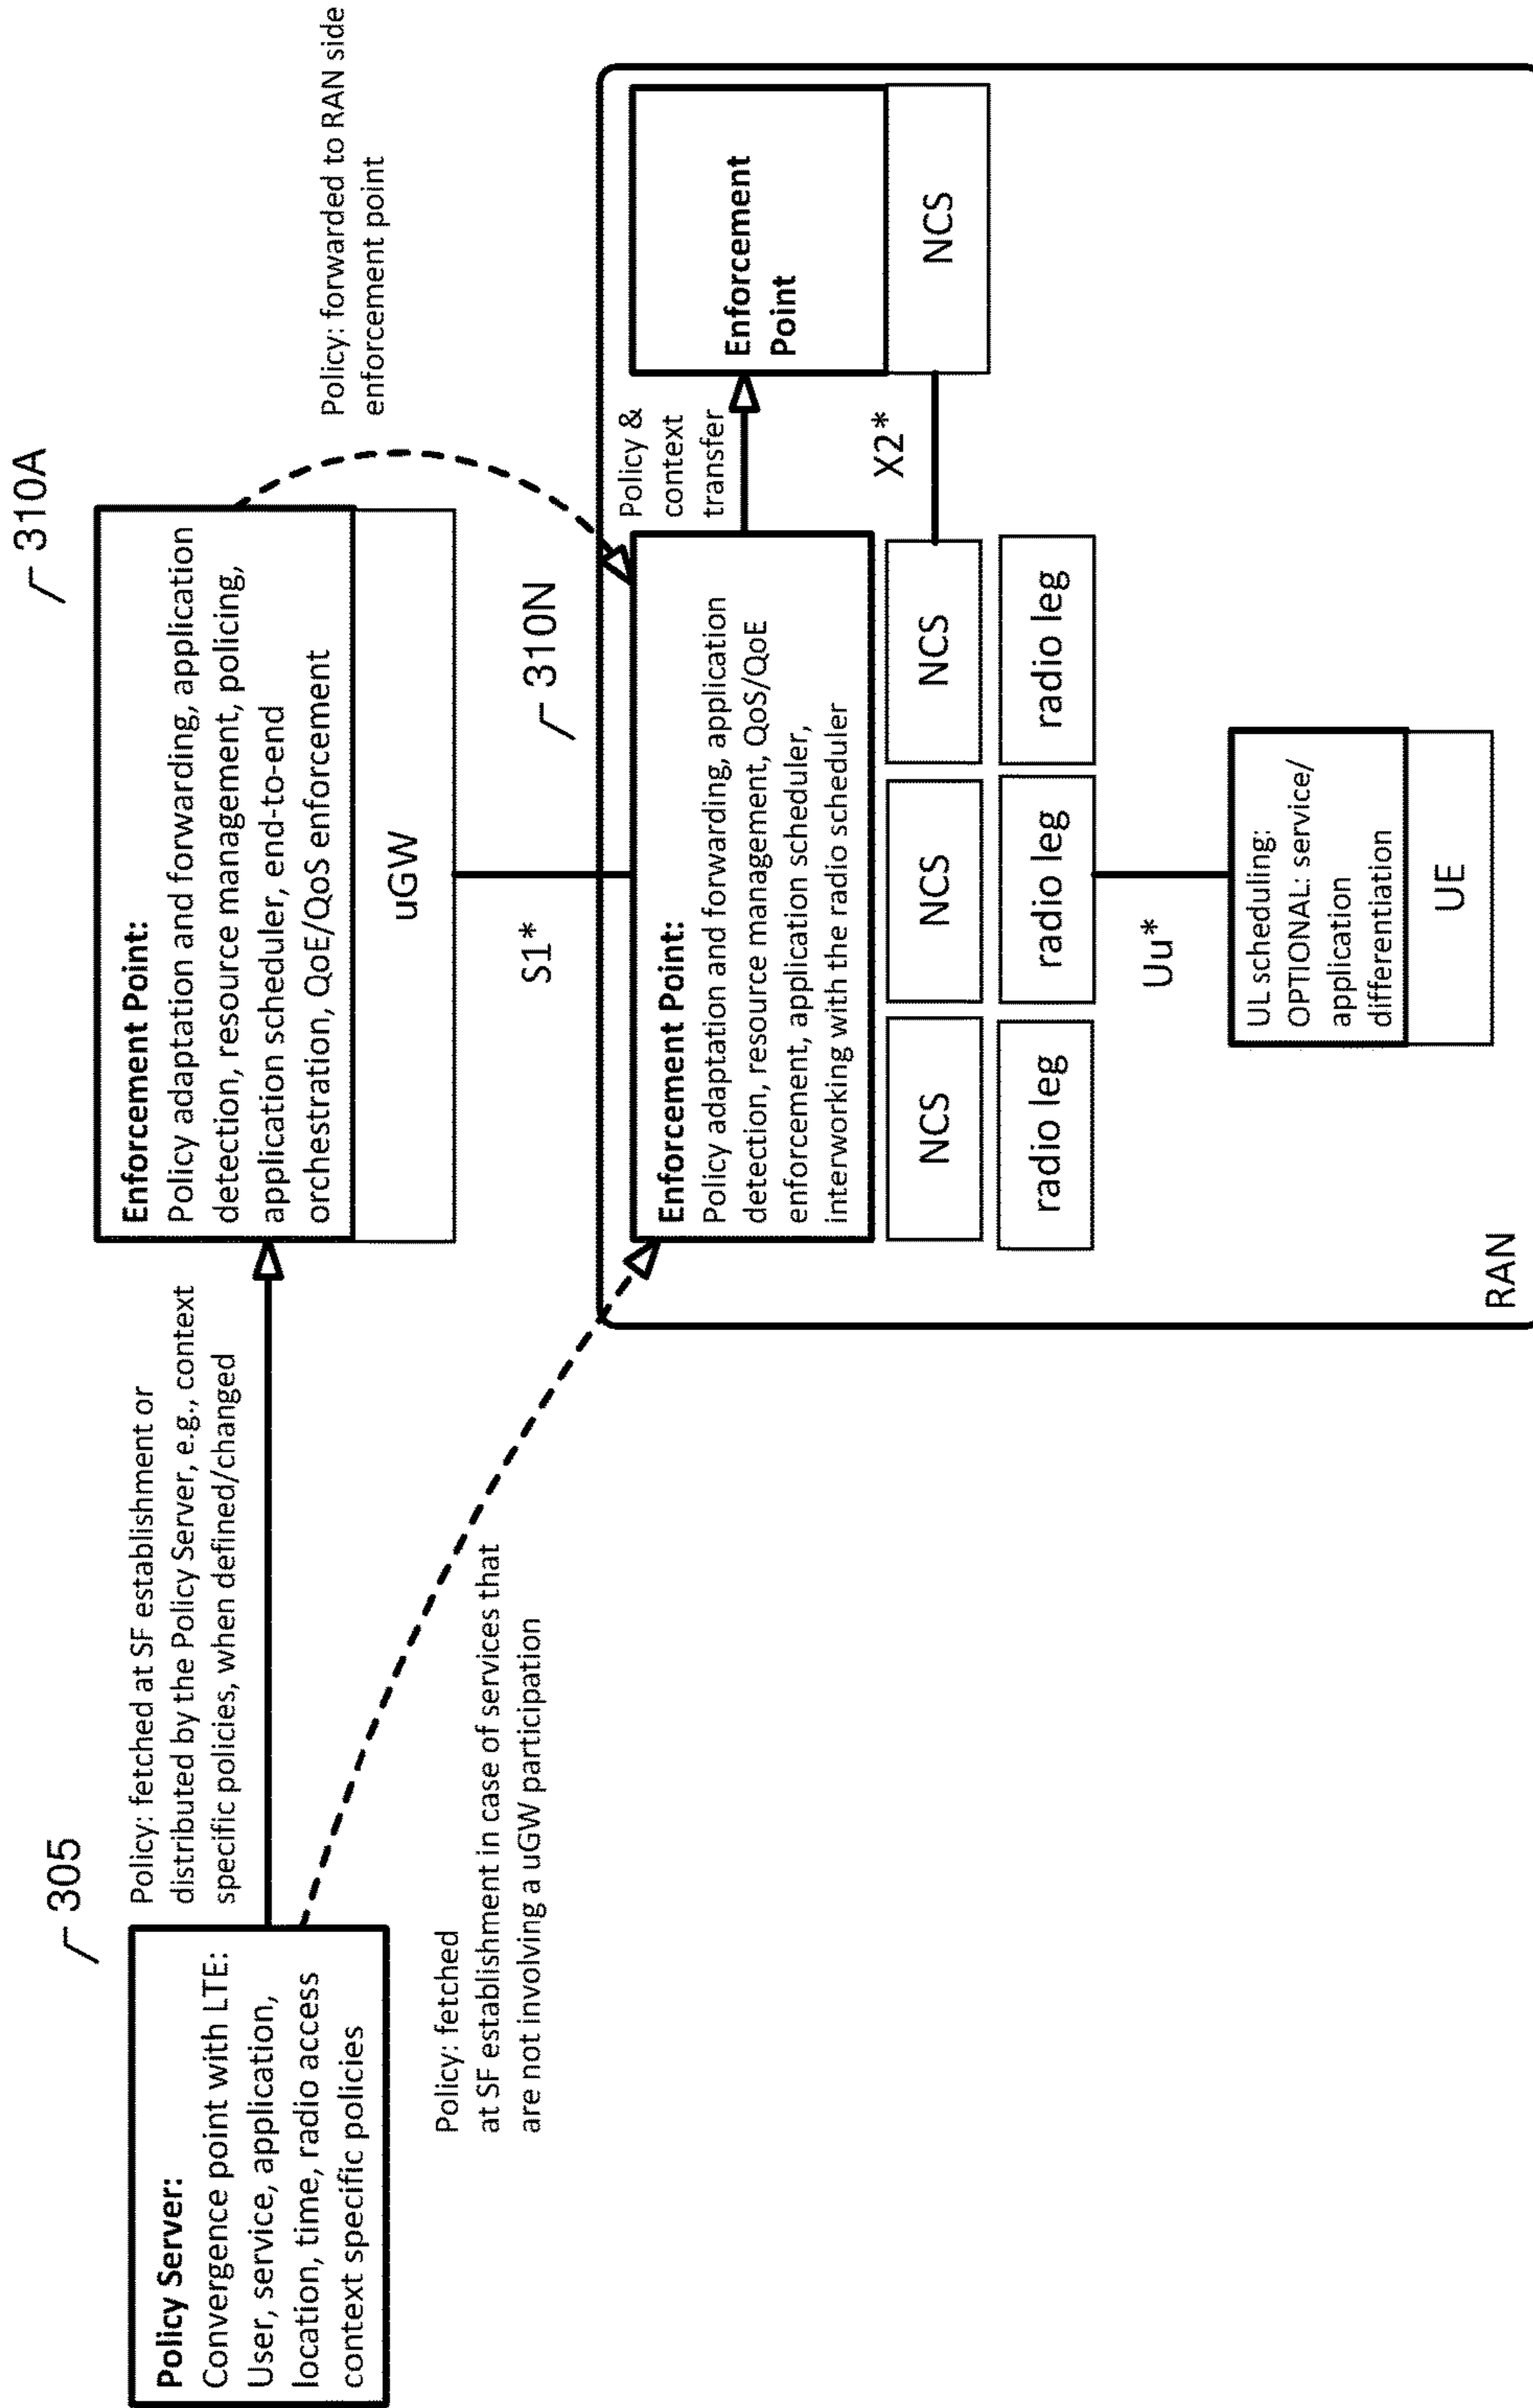 305
Policy Server:
Convergence point with LTE:
User, service, application,
location, time, radio access
context specific policies
Policy: fetched at SF establishment or
distributed by the Policy Server, e.g., context
specific policies, when defined/changed
Policy: fetched
at SF establishment in case of services that
are not involving a uGW participation
310A
Enforcement Point:
Policy adaptation and forwarding, application
detection, resource management, policing,
application scheduler, end-to-end
orchestration, QoE/QoS enforcement
uGW
Policy: forwarded to RAN side
enforcement point
S1*
310N
Enforcement Point:
Policy adaptation and forwarding, application
detection, resource management, QoS/QoE
enforcement, application scheduler,
interworking with the radio scheduler
NCS
NCS
NCS
radio leg
radio leg
radio leg
Policy &
context
transfer
X2*
Enforcement
Point
NCS
Uu*
UL scheduling:
OPTIONAL: service/
application
differentiation
UE
RAN